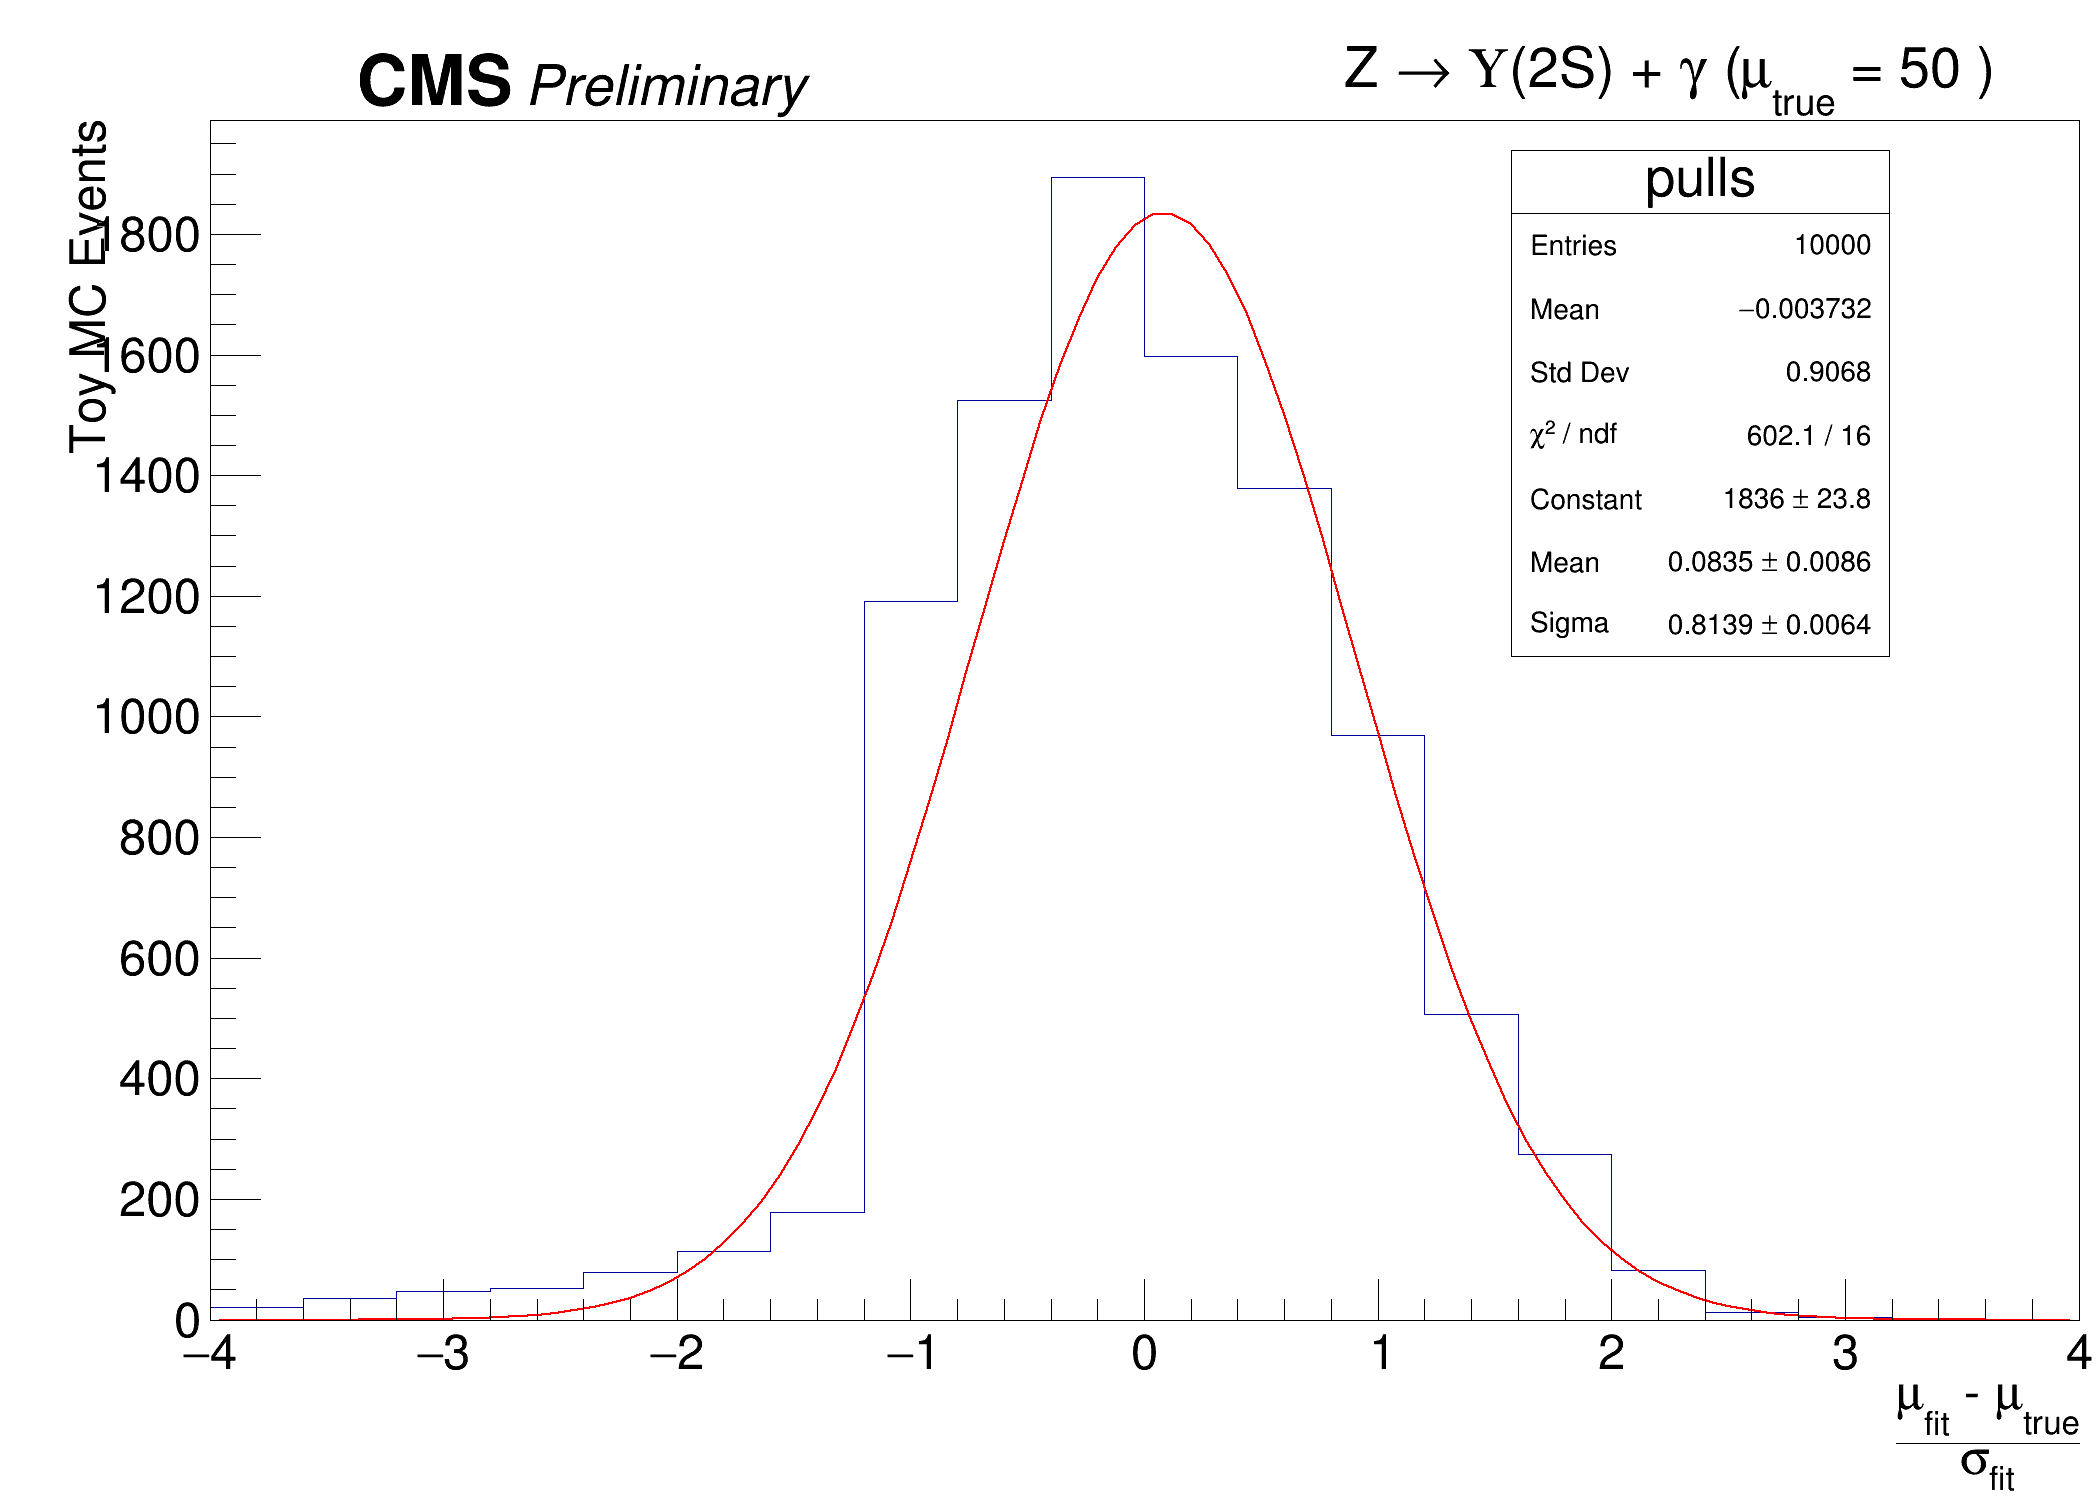 CMS Preliminary
Z → ϒ(2S) + γ (μtrue = 50 )
Toy MC Events
1800
1600
1400
1200
1000
800
600
400
200
0
−4 −3 −2 −1 0 1 2 3 4
pulls
Entries 10000
Mean −0.003732
Std Dev 0.9068
χ² / ndf 602.1 / 16
Constant 1836 ± 23.8
Mean 0.0835 ± 0.0086
Sigma 0.8139 ± 0.0064
μfit - μtrue
σfit